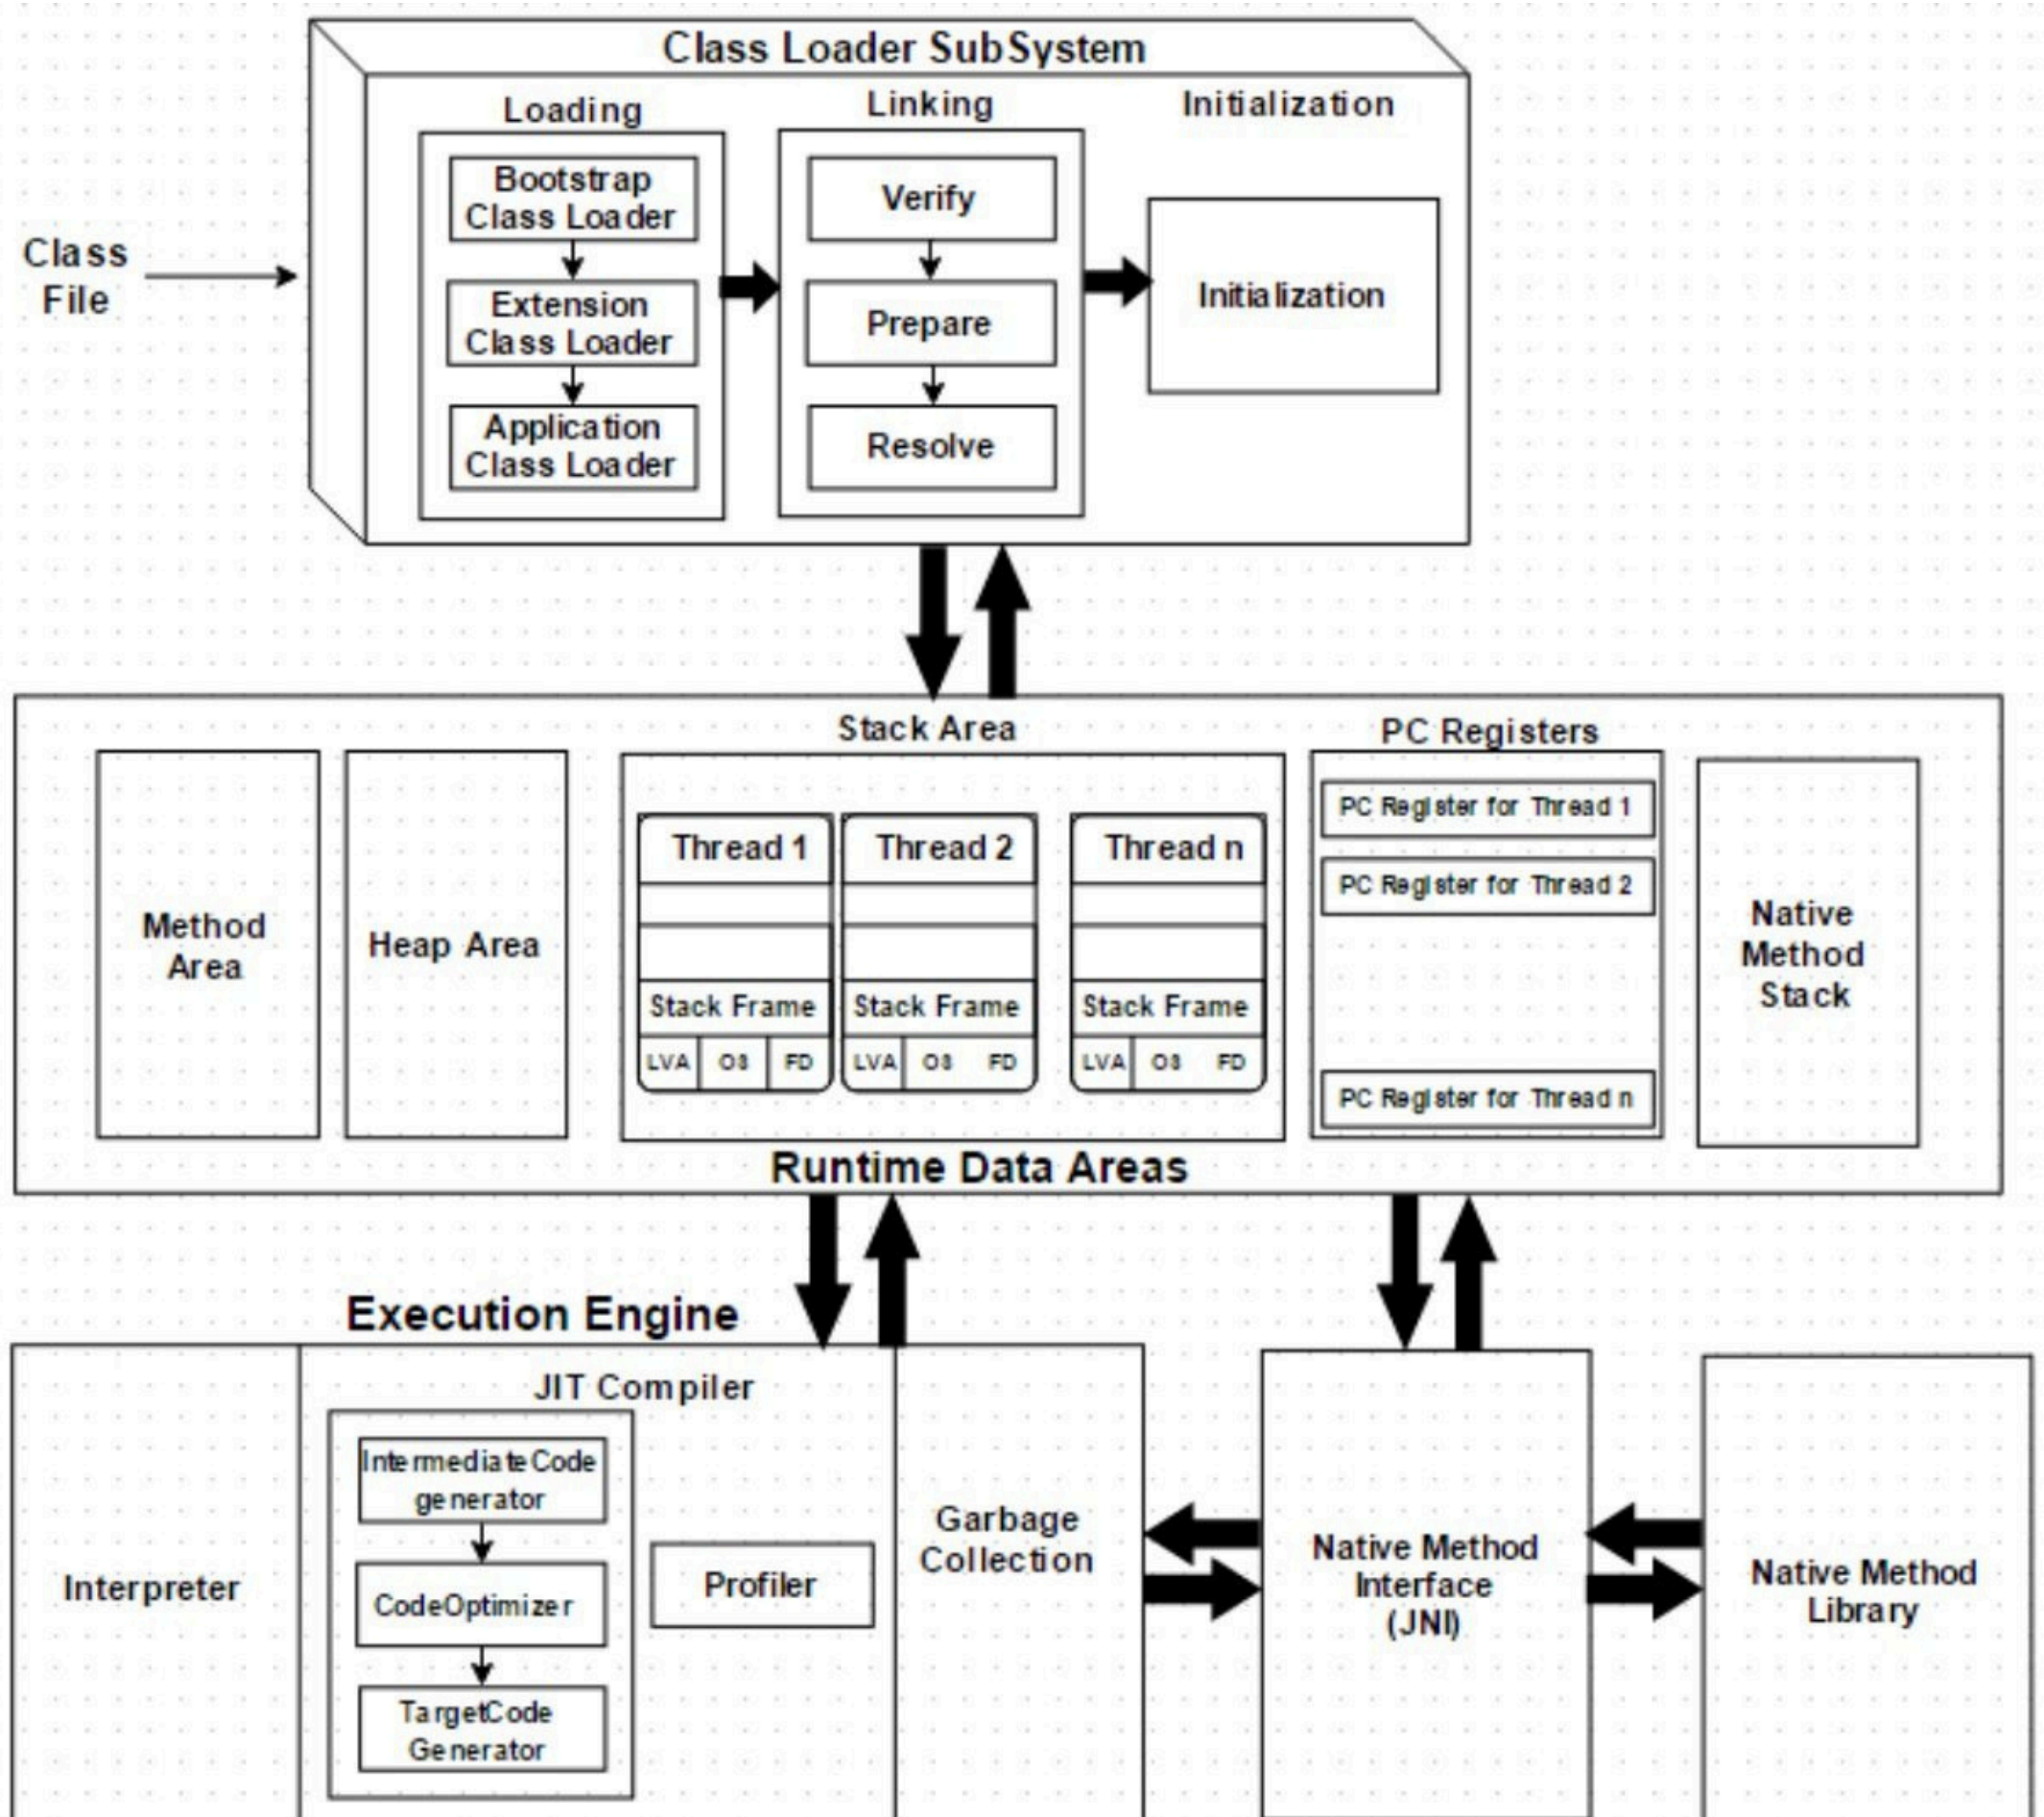 Class Loader SubSystem
Loading
Linking
Initialization
Bootstrap
Class Loader
Extension
Class Loader
Application
Class Loader
Verify
Prepare
Resolve
Initialization
Class
File
Stack Area
PC Registers
Method
Area
Heap Area
Thread 1
Stack Frame
LVA OS FD
Thread 2
Stack Frame
LVA OS FD
Thread n
Stack Frame
LVA OS FD
PC Register for Thread 1
PC Register for Thread 2
PC Register for Thread n
Native
Method
Stack
Runtime Data Areas
Execution Engine
Interpreter
JIT Compiler
IntermediateCode
generator
CodeOptimizer
TargetCode
Generator
Profiler
Garbage
Collection
Native Method
Interface
(JNI)
Native Method
Library